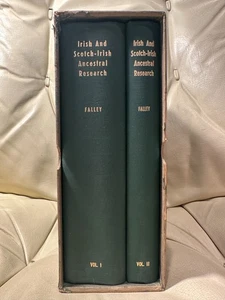 Irish And
Scotch-Irish
Ancestral
Research
FALLEY
VOL. I
Irish And
Scotch-Irish
Ancestral
Research
FALLEY
VOL. II